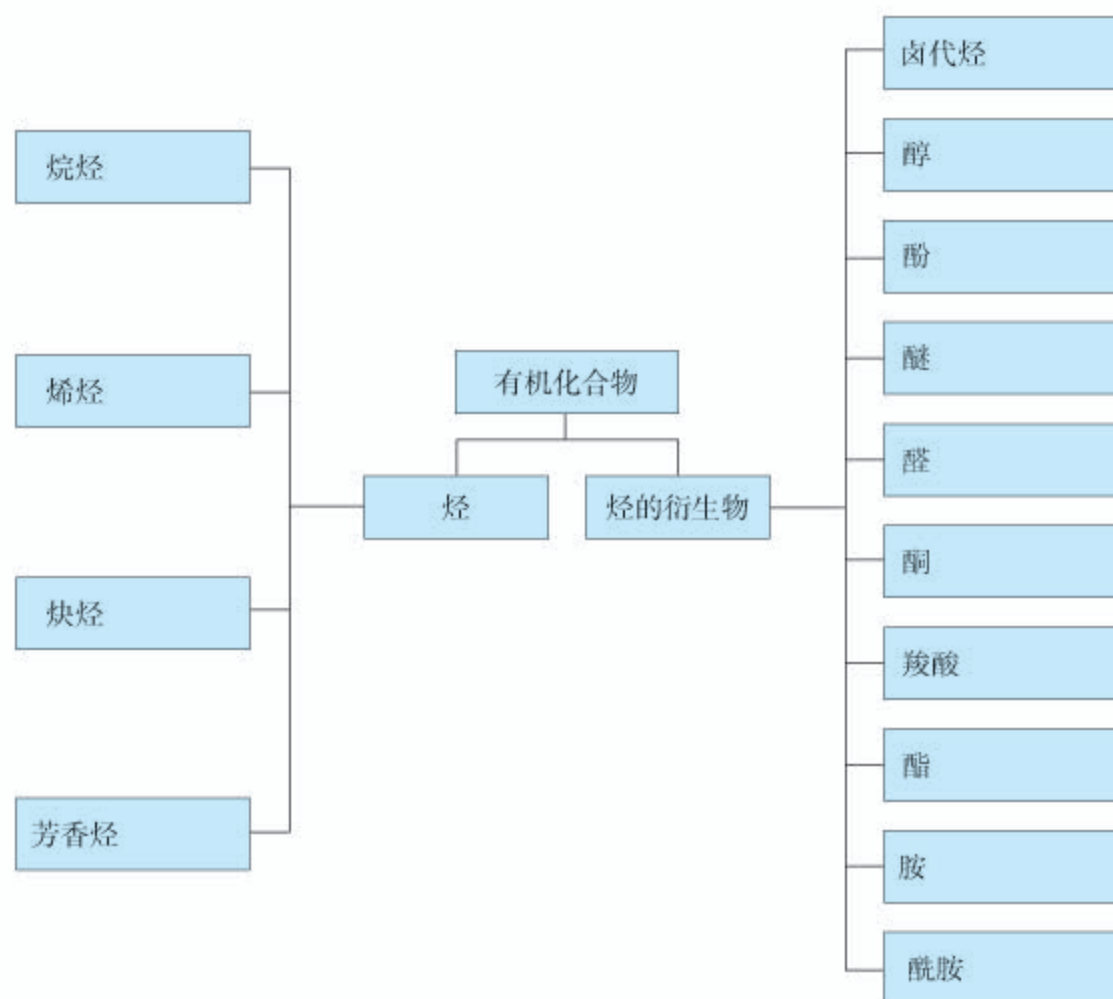 卤代烃
烷烃
醇
酚
醚
烯烃
有机化合物
醛
烃
烃的衍生物
酮
炔烃
羧酸
酯
芳香烃
胺
酰胺